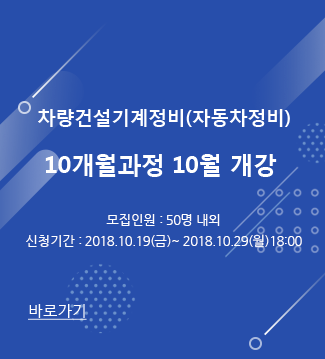 차량건설기계정비(자동차정비)
10개월과정 10월 개강
모집인원 : 50명 내외
신청기간 : 2018.10.19(금)~ 2018.10.29(월)18:00
바로가기